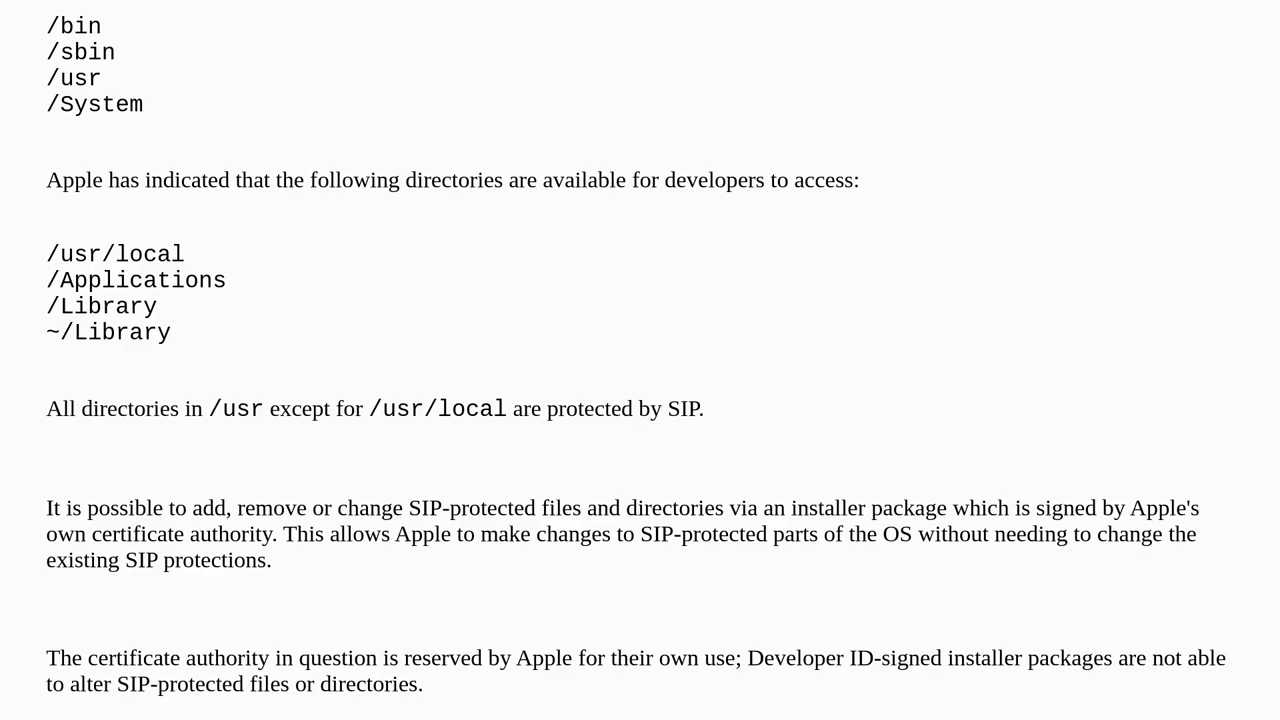 /bin
/sbin
/usr
/System
Apple has indicated that the following directories are available for developers to access:
/usr/local
/Applications
/Library
~/Library
All directories in /usr except for /usr/local are protected by SIP.
It is possible to add, remove or change SIP-protected files and directories via an installer package which is signed by Apple's
own certificate authority. This allows Apple to make changes to SIP-protected parts of the OS without needing to change the
existing SIP protections.
The certificate authority in question is reserved by Apple for their own use; Developer ID-signed installer packages are not able
to alter SIP-protected files or directories.